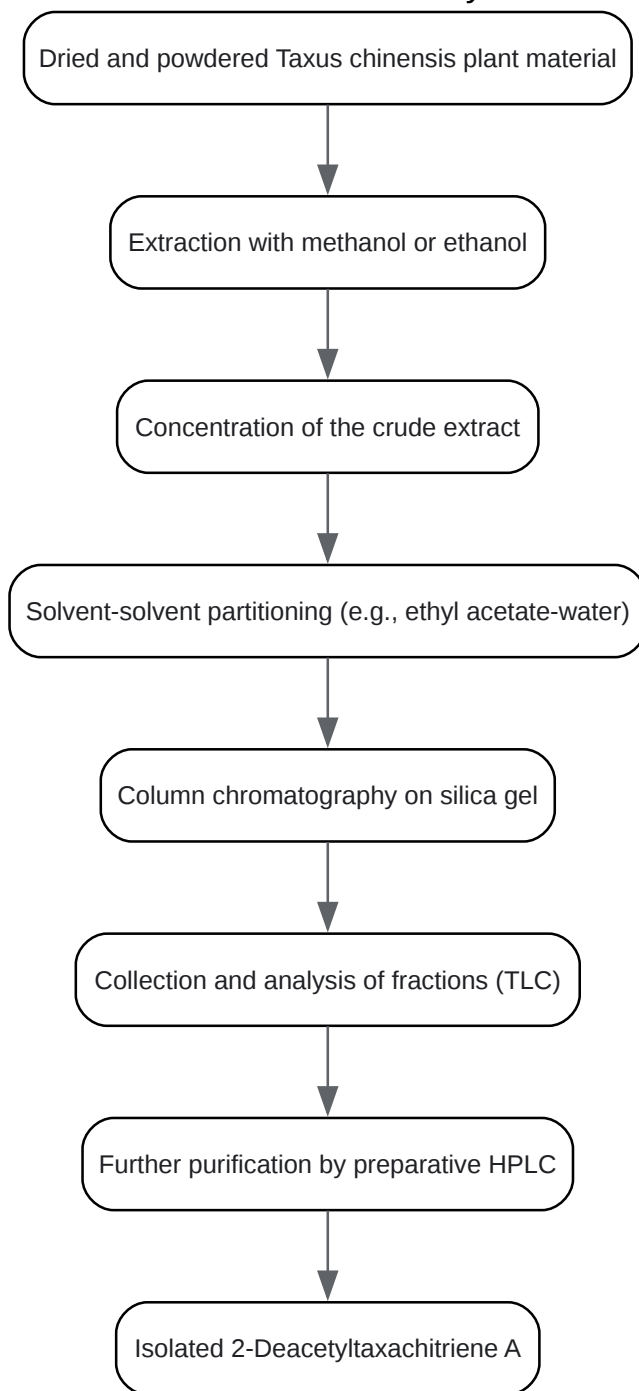 Dried and powdered Taxus chinensis plant material
Extraction with methanol or ethanol
Concentration of the crude extract
Solvent-solvent partitioning (e.g., ethyl acetate-water)
Column chromatography on silica gel
Collection and analysis of fractions (TLC)
Further purification by preparative HPLC
Isolated 2-Deacetyltaxachitriene A